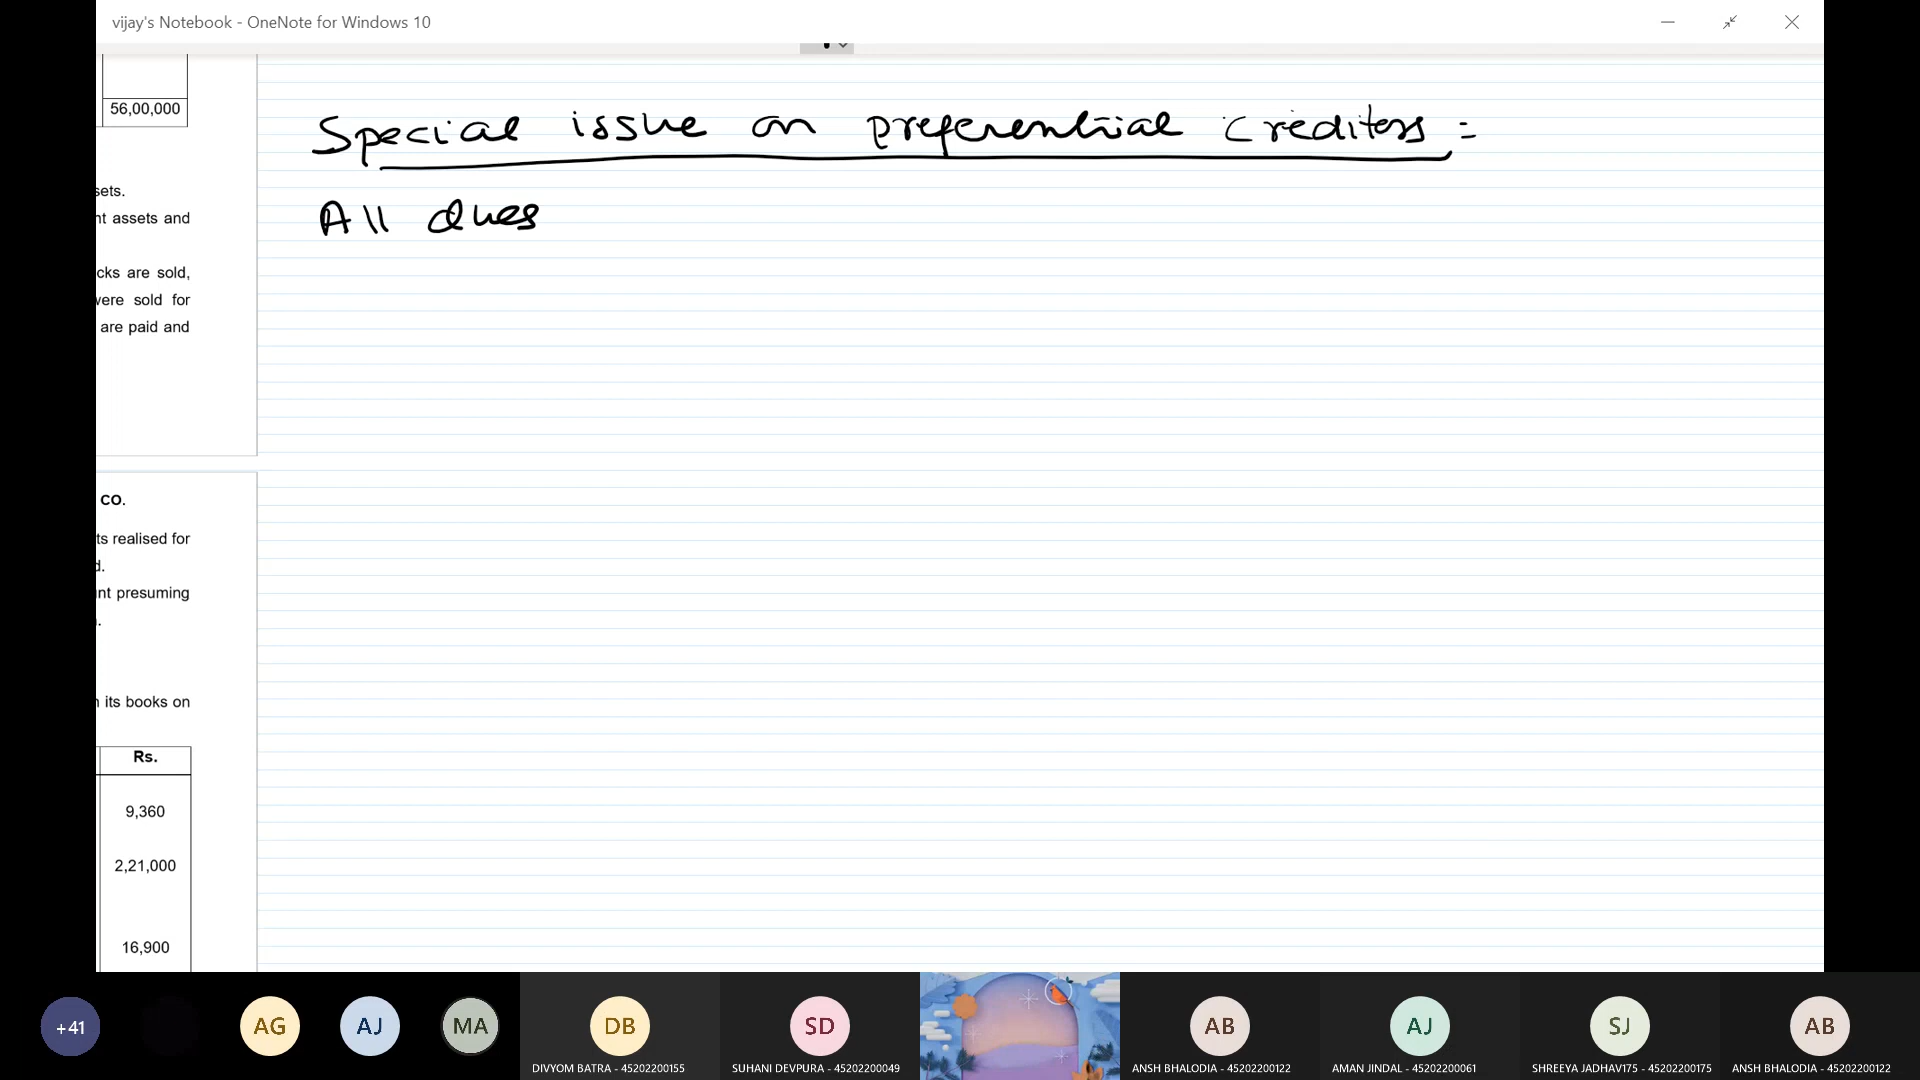 vijay's Notebook - OneNote for Windows 10
56,00,000
Special issue on preferential creditors =
All dues
sets.
nt assets and
cks are sold,
were sold for
are paid and
CO.
ts realised for
d.
int presuming
its books on
Rs.
9,360
2,21,000
16,900
+41
AG
AJ
MA
DB
SD
AB
AJ
SJ
AB
DIVYOM BATRA - 45202200155
SUHANI DEVPURA - 45202200049
ANSH BHALODIA - 45202200122
AMAN JINDAL - 45202200061
SHREEYA JADHAV175 - 45202200175
ANSH BHALODIA - 45202200122